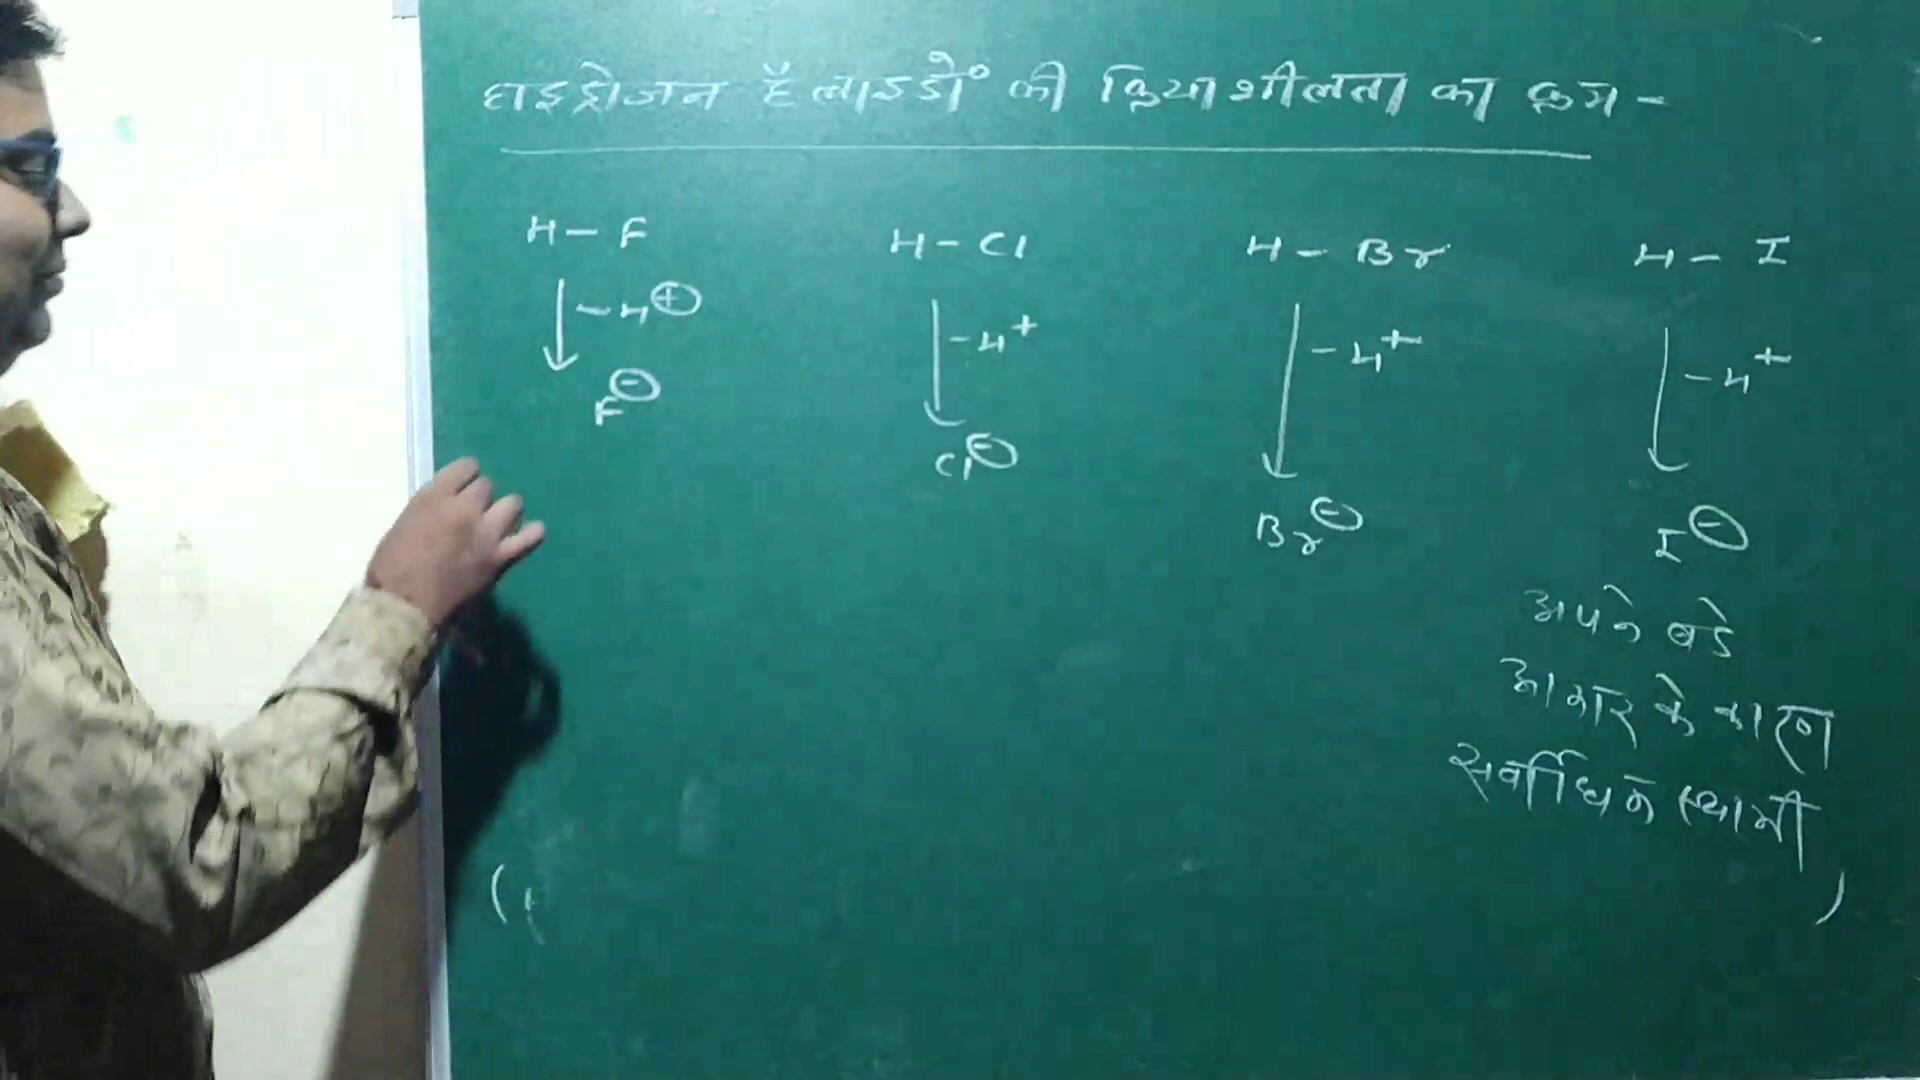 हाइड्रोजन हैलाइडों की क्रियाशीलता का क्रम -
H - F H - Cl H - Br H - I
- H⊕ - H+ - H+ - H+
F⊖ Cl⊖ Br⊖ I⊖
अपने बडे
आकार के कारण
सर्वाधिक स्थायी
( )